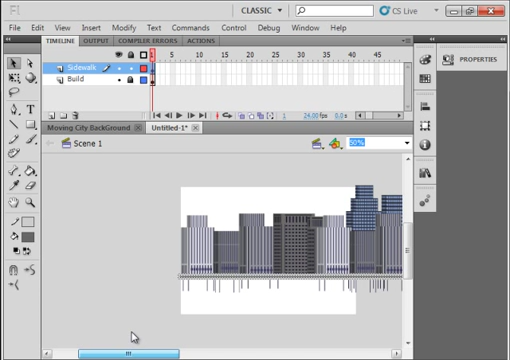 Fl
CLASSIC
CS Live
File Edit View Insert Modify Text Commands Control Debug Window Help
TIMELINE OUTPUT COMPILER ERRORS ACTIONS
1 5 10 15 20 25 30 35 40 45
Sidewalk
Build
1 24.00 fps 0.0 s
Moving City BackGround Untitled-1*
Scene 1
50%
PROPERTIES